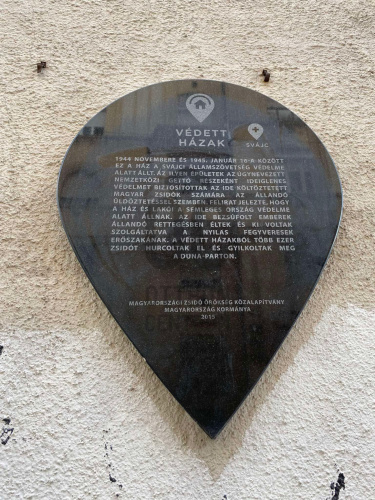 VÉDETT
HÁZAK
SVÁJC
1944 NOVEMBERE ÉS 1945. JANUÁR 16-A KÖZÖTT
EZ A HÁZ A SVÁJCI ÁLLAMSZÖVETSÉG VÉDELME
ALATT ÁLLT. AZ ILYEN ÉPÜLETEK AZ ÚGYNEVEZETT
NEMZETKÖZI GETTÓ RÉSZEKÉNT IDEIGLENES
VÉDELMET BIZTOSÍTOTTAK AZ IDE KÖLTÖZTETETT
MAGYAR ZSIDÓK SZÁMÁRA AZ ÁLLANDÓ
ÜLDÖZTETÉSSEL SZEMBEN. FELIRAT JELEZTE, HOGY
A HÁZ ÉS LAKÓI A SEMLEGES ORSZÁG VÉDELME
ALATT ÁLLNAK. AZ IDE BEZSÚFOLT EMBEREK
ÁLLANDÓ RETTEGÉSBEN ÉLTEK ÉS KI VOLTAK
SZOLGÁLTATVA A NYILAS FEGYVERESEK
ERŐSZAKÁNAK. A VÉDETT HÁZAKBÓL TÖBB EZER
ZSIDÓT HURCOLTAK EL ÉS GYILKOLTAK MEG
A DUNA-PARTON.
MAGYARORSZÁGI ZSIDÓ ÖRÖKSÉG KÖZALAPÍTVÁNY
MAGYARORSZÁG KORMÁNYA
2015